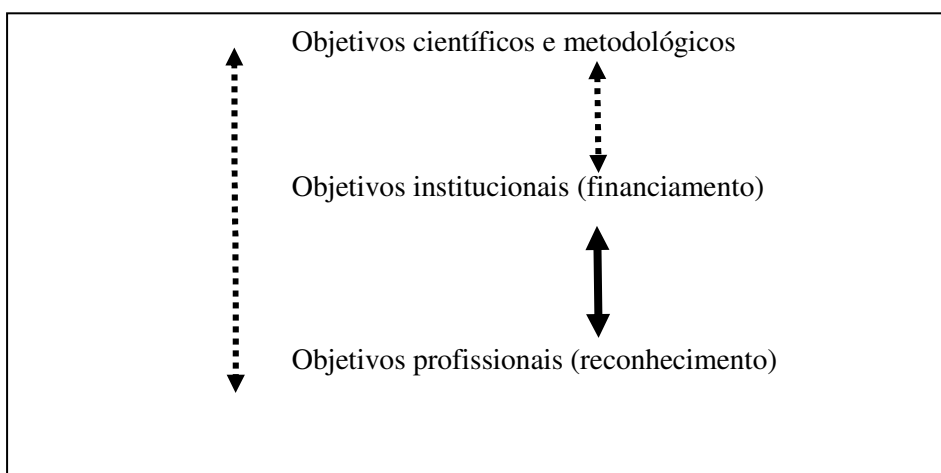 Objetivos científicos e metodológicos
Objetivos institucionais (financiamento)
Objetivos profissionais (reconhecimento)